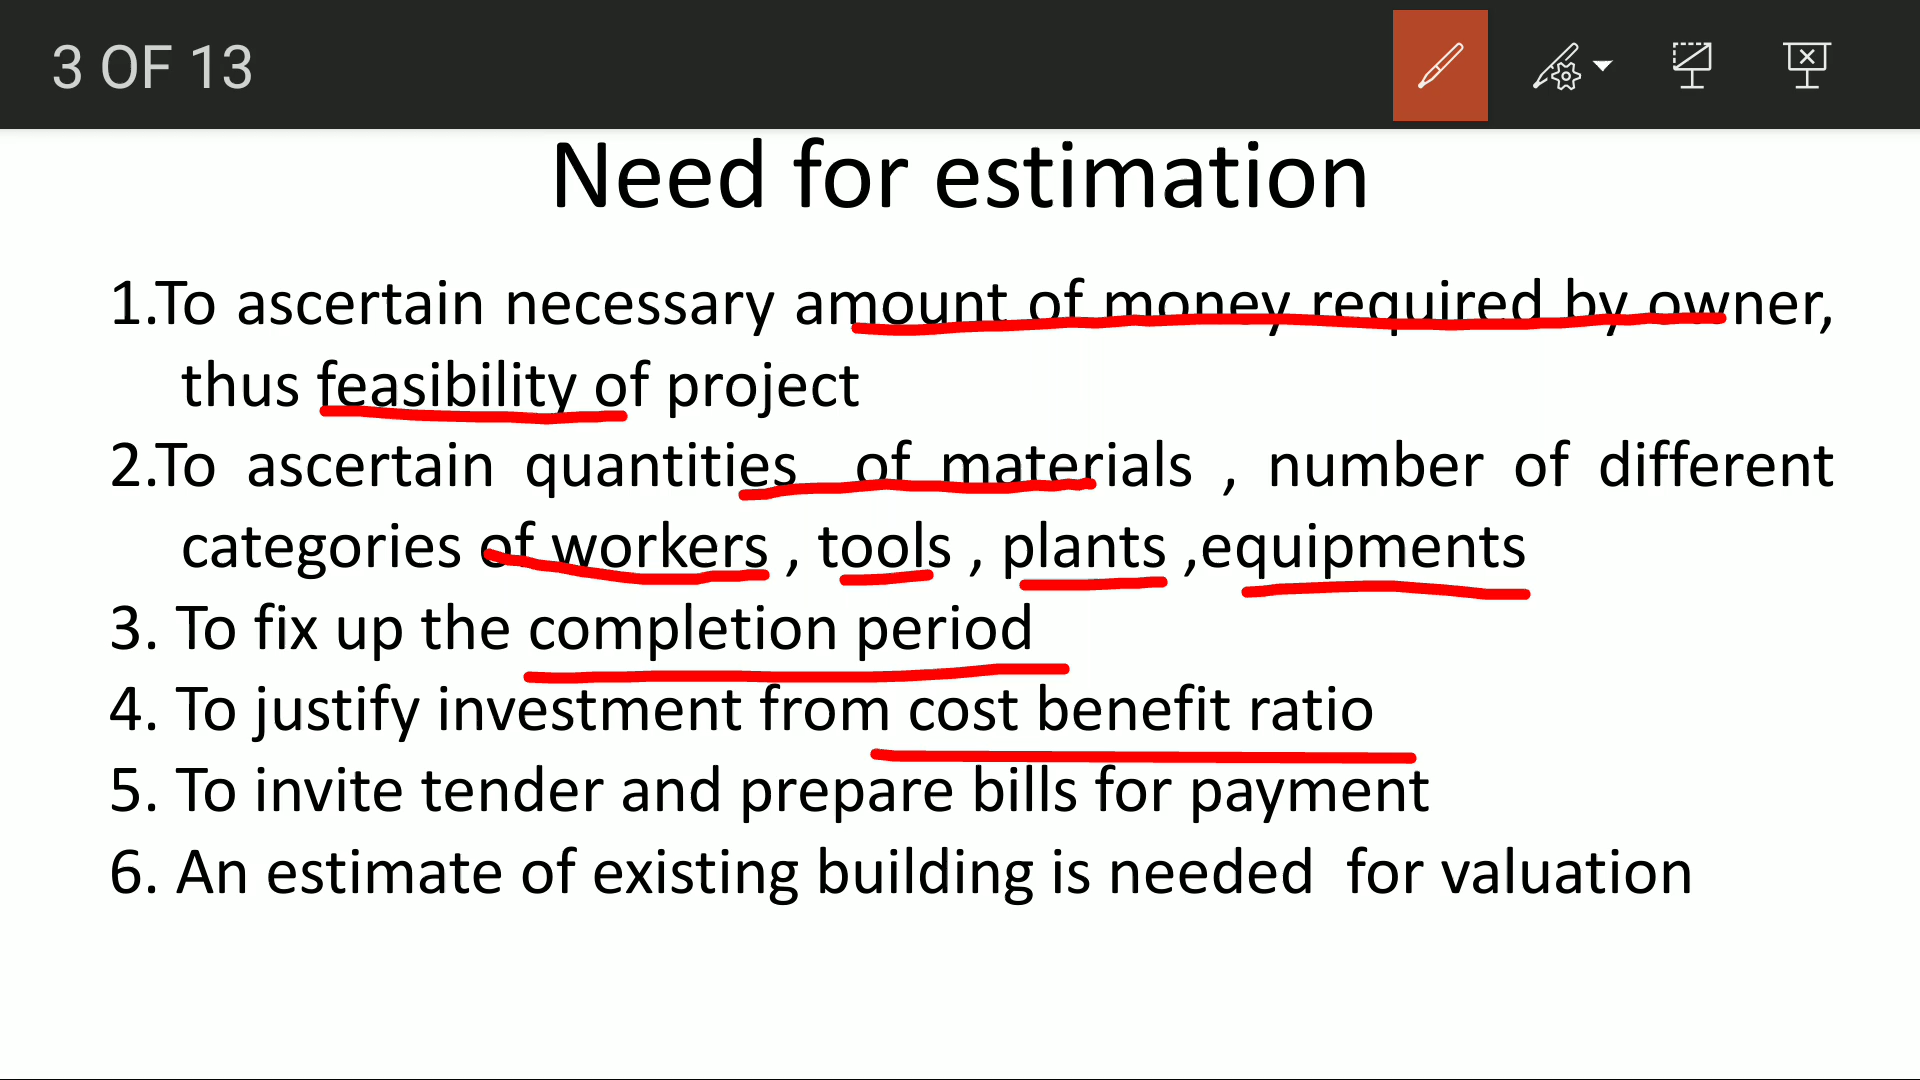 3 OF 13
Need for estimation
1.To ascertain necessary amount of money required by owner,
thus feasibility of project
2.To ascertain quantities of materials , number of different
categories of workers , tools , plants ,equipments
3. To fix up the completion period
4. To justify investment from cost benefit ratio
5. To invite tender and prepare bills for payment
6. An estimate of existing building is needed for valuation